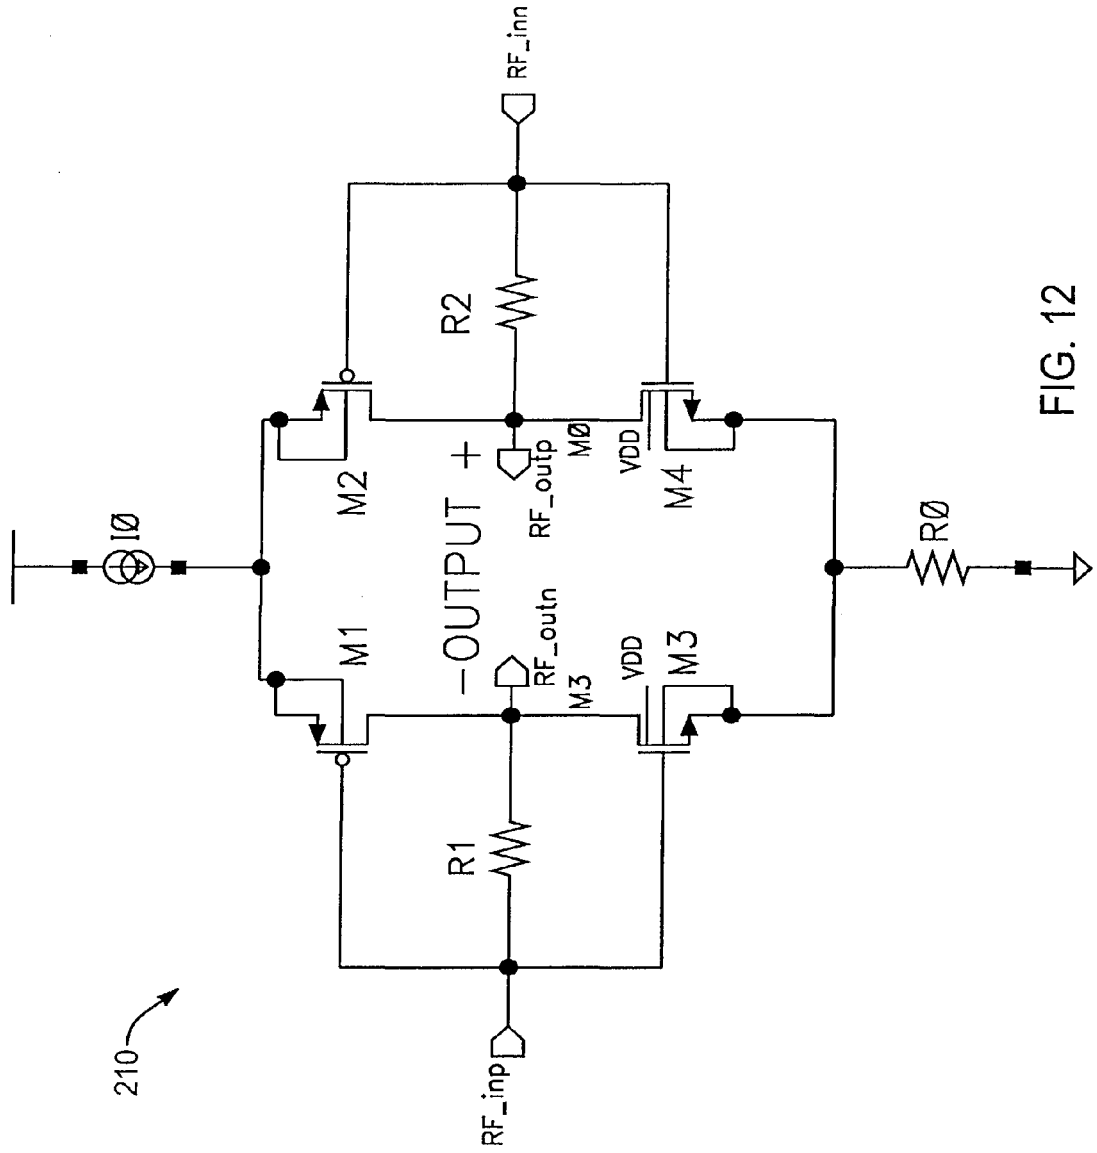 210
IØ
M1
M2
-OUTPUT +
RF_outn
RF_outp
M3
MØ
VDD
VDD
M3
M4
R1
R2
RF_inp
RF_inn
RØ
FIG. 12